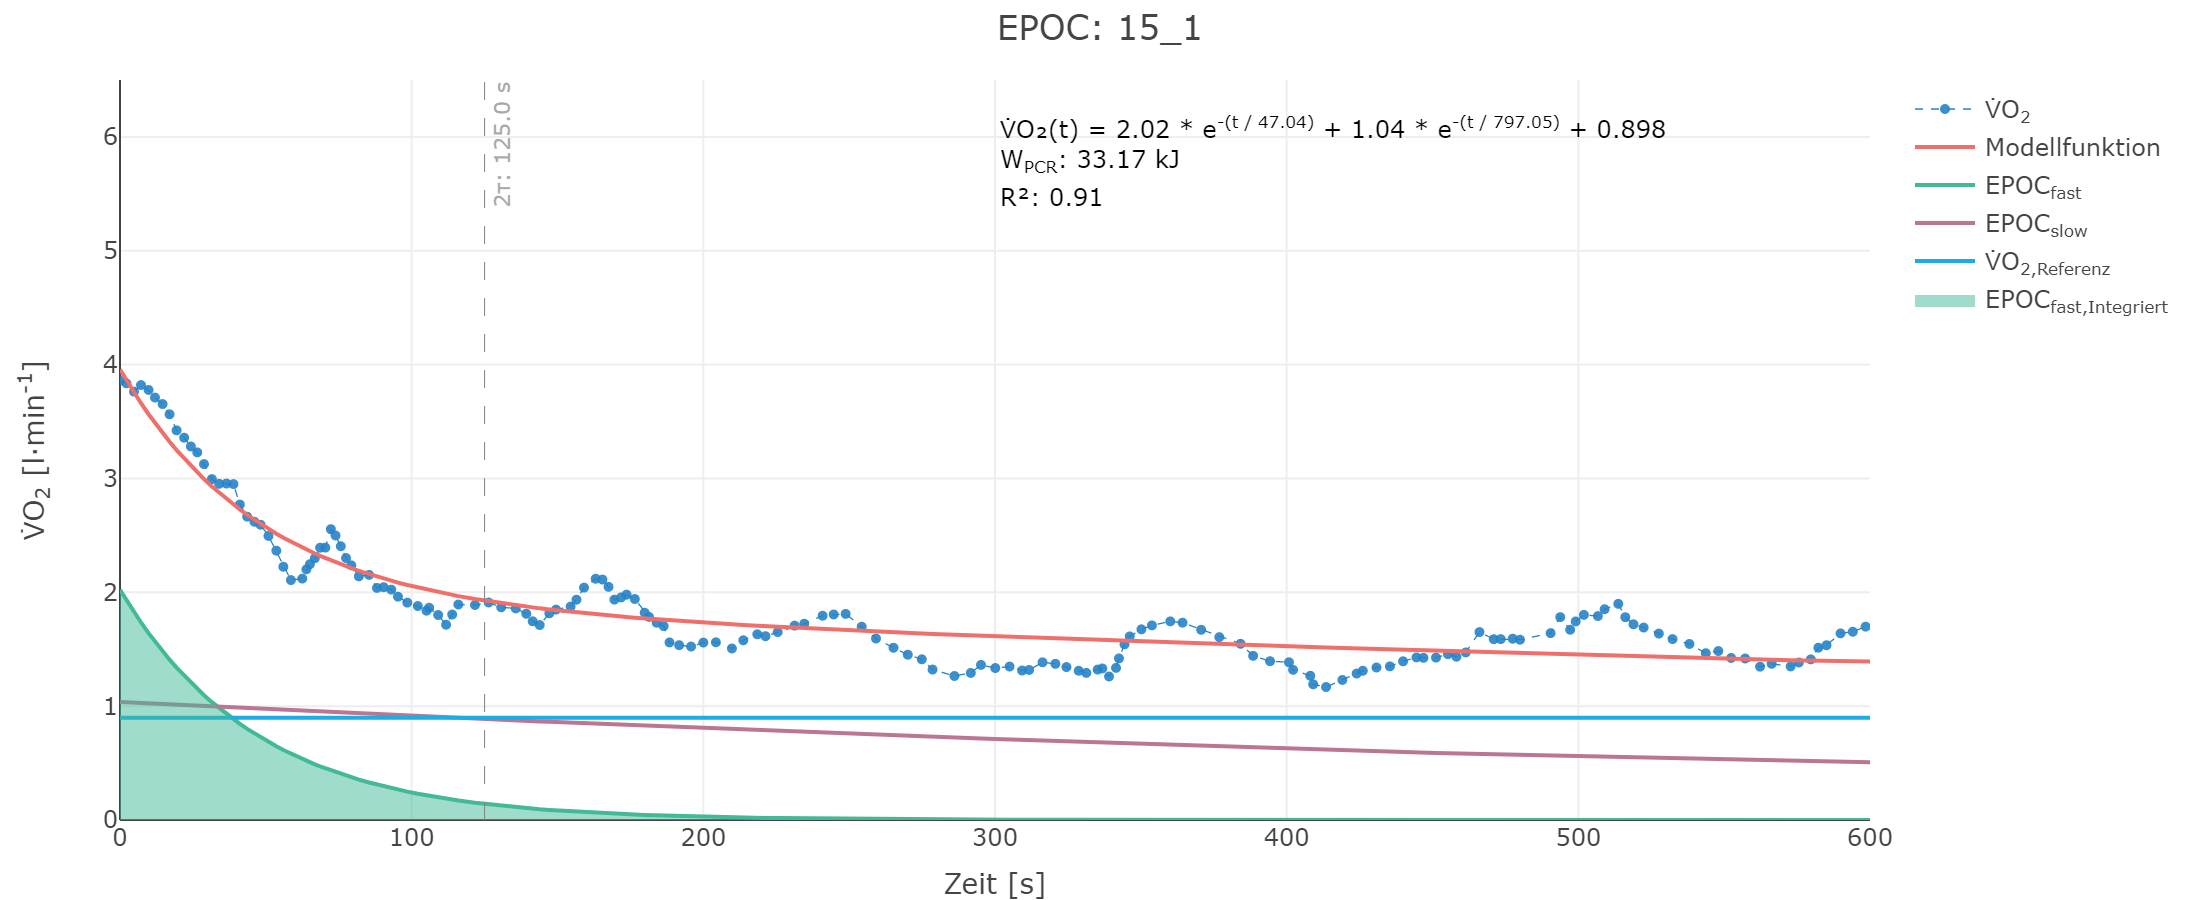 EPOC: 15_1
V̇O₂(t) = 2.02 * e^-(t / 47.04) + 1.04 * e^-(t / 797.05) + 0.898
W_PCR: 33.17 kJ
R²: 0.91
2τ: 125.0 s
V̇O₂
Modellfunktion
EPOC_fast
EPOC_slow
V̇O₂,Referenz
EPOC_fast,Integriert
V̇O₂ [l·min⁻¹]
6
5
4
3
2
1
0
0 100 200 300 400 500 600
Zeit [s]